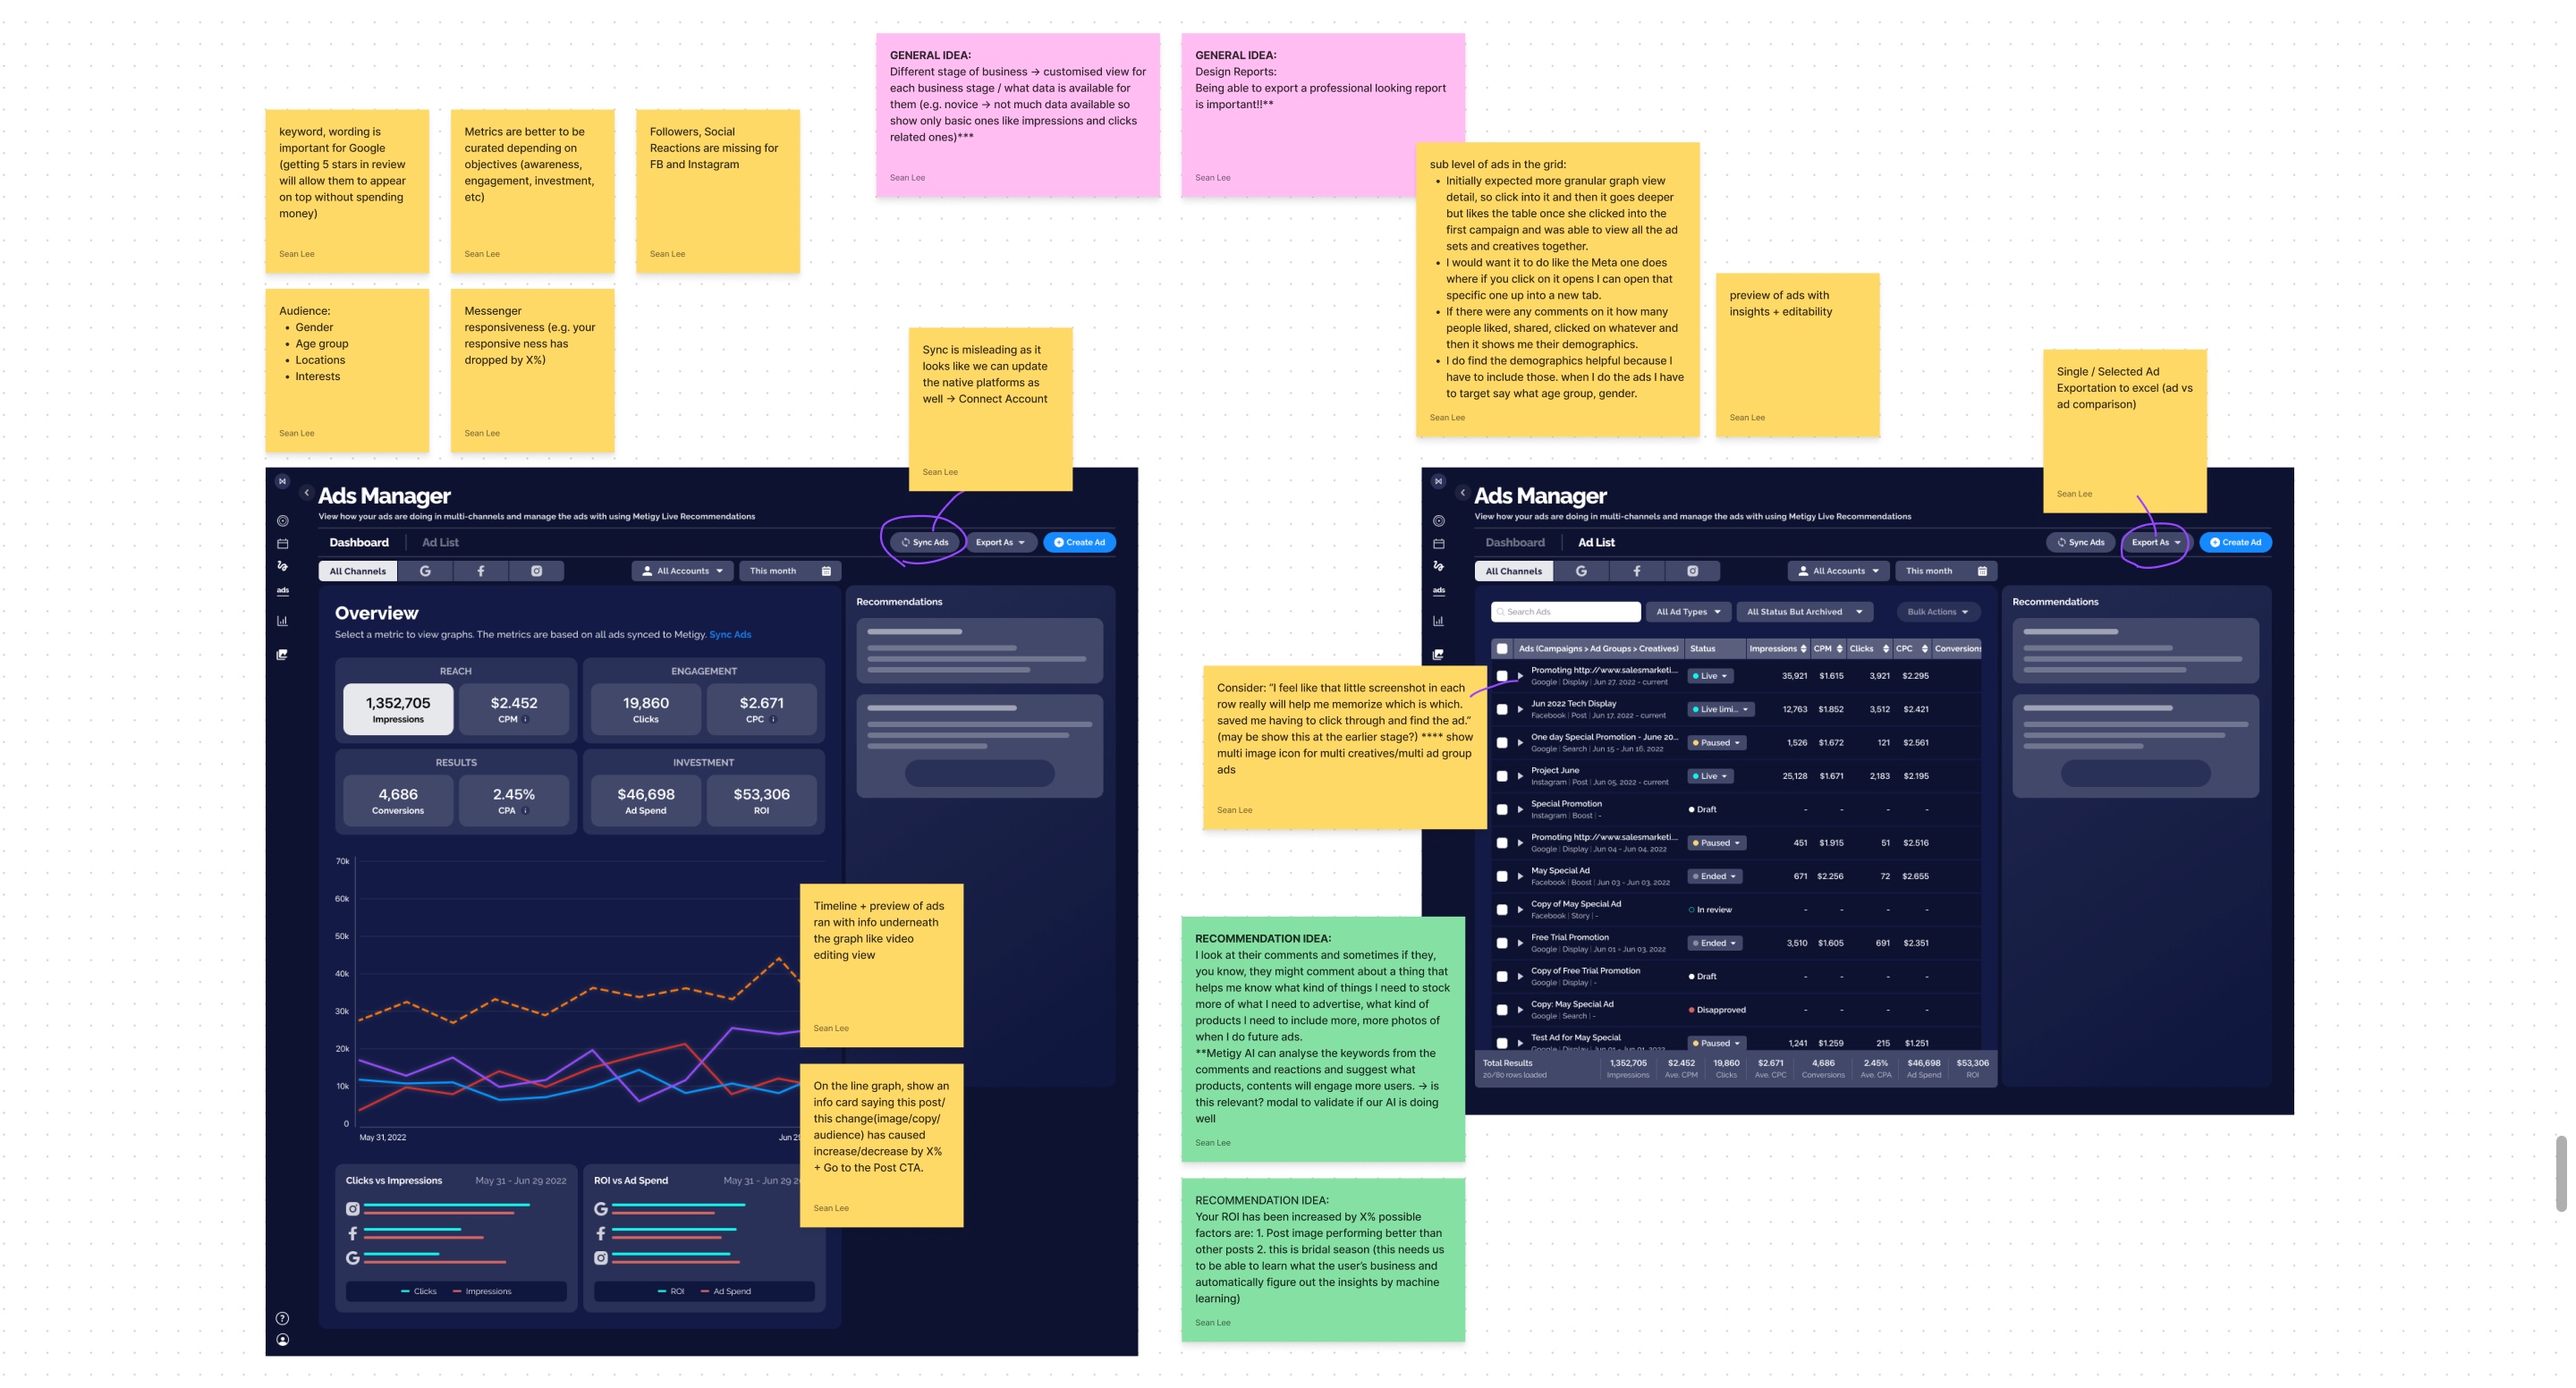 GENERAL IDEA:
Different stage of business → customised view for
each business stage / what data is available for
them (e.g. novice → not much data available so
show only basic ones like impressions and clicks
related ones)***
Sean Lee
GENERAL IDEA:
Design Reports:
Being able to export a professional looking report
is important!!**
Sean Lee
keyword, wording is
important for Google
(getting 5 stars in review
will allow them to appear
on top without spending
money)
Sean Lee
Metrics are better to be
curated depending on
objectives (awareness,
engagement, investment,
etc)
Sean Lee
Followers, Social
Reactions are missing for
FB and Instagram
Sean Lee
Audience:
• Gender
• Age group
• Locations
• Interests
Sean Lee
Messenger
responsiveness (e.g. your
responsive ness has
dropped by X%)
Sean Lee
Sync is misleading as it
looks like we can update
the native platforms as
well → Connect Account
Sean Lee
sub level of ads in the grid:
• Initially expected more granular graph view
detail, so click into it and then it goes deeper
but likes the table once she clicked into the
first campaign and was able to view all the ad
sets and creatives together.
• I would want it to do like the Meta one does
where if you click on it opens I can open that
specific one up into a new tab.
• If there were any comments on it how many
people liked, shared, clicked on whatever and
then it shows me their demographics.
• I do find the demographics helpful because I
have to include those. when I do the ads I have
to target say what age group, gender.
Sean Lee
preview of ads with
insights + editability
Sean Lee
Single / Selected Ad
Exportation to excel (ad vs
ad comparison)
Sean Lee
Ads Manager
View how your ads are doing in multi-channels and manage the ads with using Metigy Live Recommendations
Dashboard Ad List Sync Ads Export As Create Ad
All Channels All Accounts This month
Overview
Select a metric to view graphs. The metrics are based on all ads synced to Metigy. Sync Ads
REACH ENGAGEMENT
1,352,705 $2.452 19,860 $2.671
Impressions CPM Clicks CPC
RESULTS INVESTMENT
4,686 2.45% $46,698 $53,306
Conversions CPA Ad Spend ROI
Recommendations
70k
60k
50k
40k
30k
20k
10k
0
May 31, 2022 Jun
Timeline + preview of ads
ran with info underneath
the graph like video
editing view
Sean Lee
On the line graph, show an
info card saying this post/
this change(image/copy/
audience) has caused
increase/decrease by X%
+ Go to the Post CTA.
Sean Lee
Clicks vs Impressions May 31 - Jun 29 2022
Clicks Impressions
ROI vs Ad Spend May 31 - Jun 29
ROI Ad Spend
ads
Consider: “I feel like that little screenshot in each
row really will help me memorize which is which.
saved me having to click through and find the ad.”
(may be show this at the earlier stage?) **** show
multi image icon for multi creatives/multi ad group
ads
Sean Lee
RECOMMENDATION IDEA:
I look at their comments and sometimes if they,
you know, they might comment about a thing that
helps me know what kind of things I need to stock
more of what I need to advertise, what kind of
products I need to include more, more photos of
when I do future ads.
**Metigy AI can analyse the keywords from the
comments and reactions and suggest what
products, contents will engage more users. → is
this relevant? modal to validate if our AI is doing
well
Sean Lee
RECOMMENDATION IDEA:
Your ROI has been increased by X% possible
factors are: 1. Post image performing better than
other posts 2. this is bridal season (this needs us
to be able to learn what the user's business and
automatically figure out the insights by machine
learning)
Sean Lee
Ads Manager
View how your ads are doing in multi-channels and manage the ads with using Metigy Live Recommendations
Dashboard Ad List Sync Ads Export As Create Ad
All Channels All Accounts This month
ads
Search Ads All Ad Types All Status But Archived Bulk Actions
Recommendations
Ads (Campaigns > Ad Groups > Creatives) Status Impressions CPM Clicks CPC Conversions
Promoting http://www.salesmarketi... Live 35,921 $1.615 3,921 $2.295
Google | Display | Jun 27, 2022 - current
Jun 2022 Tech Display Live limi... 12,763 $1.852 3,512 $2.421
Facebook | Post | Jun 17, 2022 - current
One day Special Promotion - June 20... Paused 1,526 $1.672 121 $2.561
Google | Search | Jun 15 - Jun 16, 2022
Project June Live 25,128 $1.671 2,183 $2.195
Instagram | Post | Jun 05, 2022 - current
Special Promotion Draft - - - -
Instagram | Boost | -
Promoting http://www.salesmarketi... Paused 451 $1.915 51 $2.516
Google | Display | Jun 04 - Jun 04, 2022
May Special Ad Ended 671 $2.256 72 $2.655
Facebook | Boost | Jun 03 - Jun 03, 2022
Copy of May Special Ad In review - - - -
Facebook | Story | -
Free Trial Promotion Ended 3,510 $1.605 691 $2.351
Google | Display | Jun 01 - Jun 03, 2022
Copy of Free Trial Promotion Draft - - - -
Google | Display | -
Copy: May Special Ad Disapproved - - - -
Google | Search | -
Test Ad for May Special Paused 1,241 $1.259 215 $1.251
Google | Display | Jun 01 - Jun 01, 2022
Total Results 1,352,705 $2.452 19,860 $2.671 4,686 2.45% $46,698 $53,306
20/80 rows loaded Impressions Ave. CPM Clicks Ave. CPC Conversions Ave. CPA Ad Spend ROI